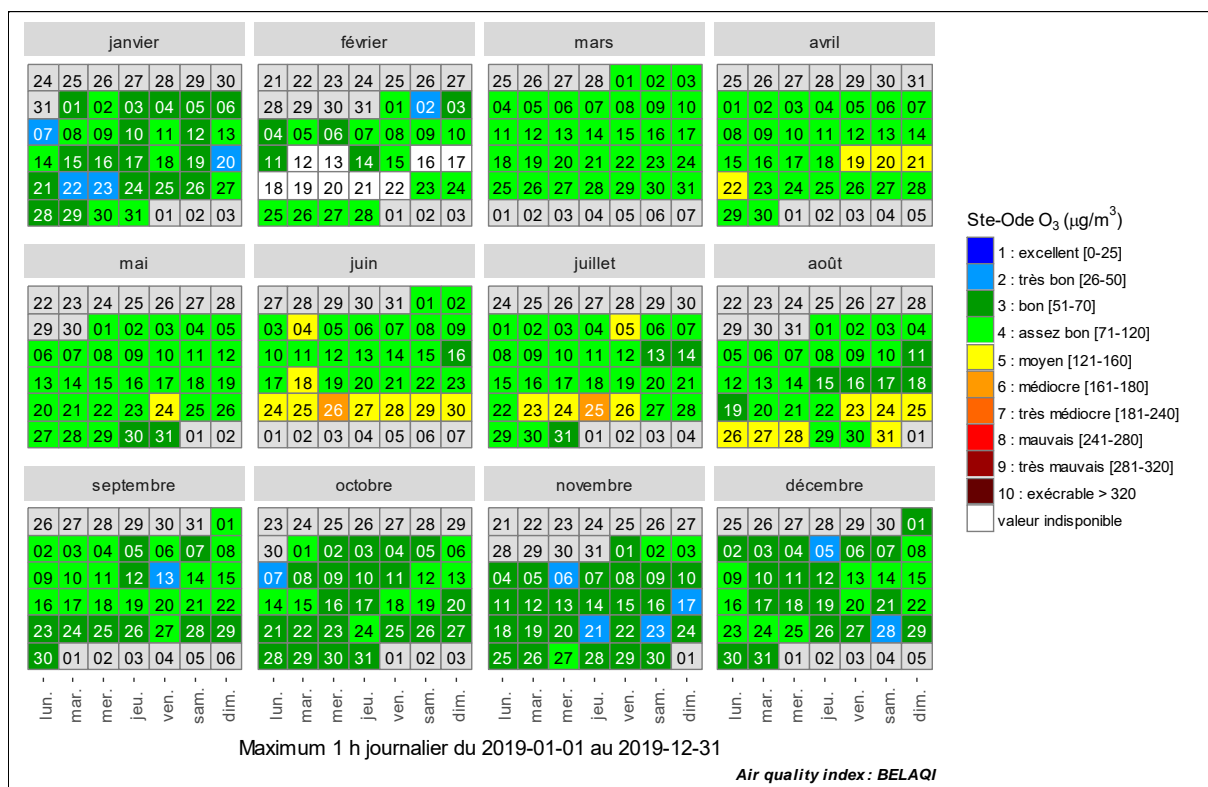 janvier février mars avril
24 25 26 27 28 29 30 21 22 23 24 25 26 27 25 26 27 28 01 02 03 25 26 27 28 29 30 31
31 01 02 03 04 05 06 28 29 30 31 01 02 03 04 05 06 07 08 09 10 01 02 03 04 05 06 07
07 08 09 10 11 12 13 04 05 06 07 08 09 10 11 12 13 14 15 16 17 08 09 10 11 12 13 14
14 15 16 17 18 19 20 11 12 13 14 15 16 17 18 19 20 21 22 23 24 15 16 17 18 19 20 21
21 22 23 24 25 26 27 18 19 20 21 22 23 24 25 26 27 28 29 30 31 22 23 24 25 26 27 28
28 29 30 31 01 02 03 25 26 27 28 01 02 03 01 02 03 04 05 06 07 29 30 01 02 03 04 05
mai juin juillet août
22 23 24 25 26 27 28 27 28 29 30 31 01 02 24 25 26 27 28 29 30 22 23 24 25 26 27 28
29 30 01 02 03 04 05 03 04 05 06 07 08 09 01 02 03 04 05 06 07 29 30 31 01 02 03 04
06 07 08 09 10 11 12 10 11 12 13 14 15 16 08 09 10 11 12 13 14 05 06 07 08 09 10 11
13 14 15 16 17 18 19 17 18 19 20 21 22 23 15 16 17 18 19 20 21 12 13 14 15 16 17 18
20 21 22 23 24 25 26 24 25 26 27 28 29 30 22 23 24 25 26 27 28 19 20 21 22 23 24 25
27 28 29 30 31 01 02 01 02 03 04 05 06 07 29 30 31 01 02 03 04 26 27 28 29 30 31 01
septembre octobre novembre décembre
26 27 28 29 30 31 01 23 24 25 26 27 28 29 21 22 23 24 25 26 27 25 26 27 28 29 30 01
02 03 04 05 06 07 08 30 01 02 03 04 05 06 28 29 30 31 01 02 03 02 03 04 05 06 07 08
09 10 11 12 13 14 15 07 08 09 10 11 12 13 04 05 06 07 08 09 10 09 10 11 12 13 14 15
16 17 18 19 20 21 22 14 15 16 17 18 19 20 11 12 13 14 15 16 17 16 17 18 19 20 21 22
23 24 25 26 27 28 29 21 22 23 24 25 26 27 18 19 20 21 22 23 24 23 24 25 26 27 28 29
30 01 02 03 04 05 06 28 29 30 31 01 02 03 25 26 27 28 29 30 01 30 31 01 02 03 04 05
lun. mar. mer. jeu. ven. sam. dim. lun. mar. mer. jeu. ven. sam. dim. lun. mar. mer. jeu. ven. sam. dim. lun. mar. mer. jeu. ven. sam. dim.
Maximum 1 h journalier du 2019-01-01 au 2019-12-31
Air quality index : BELAQI
Ste-Ode O₃ (µg/m³)
1 : excellent [0-25]
2 : très bon [26-50]
3 : bon [51-70]
4 : assez bon [71-120]
5 : moyen [121-160]
6 : médiocre [161-180]
7 : très médiocre [181-240]
8 : mauvais [241-280]
9 : très mauvais [281-320]
10 : exécrable > 320
valeur indisponible